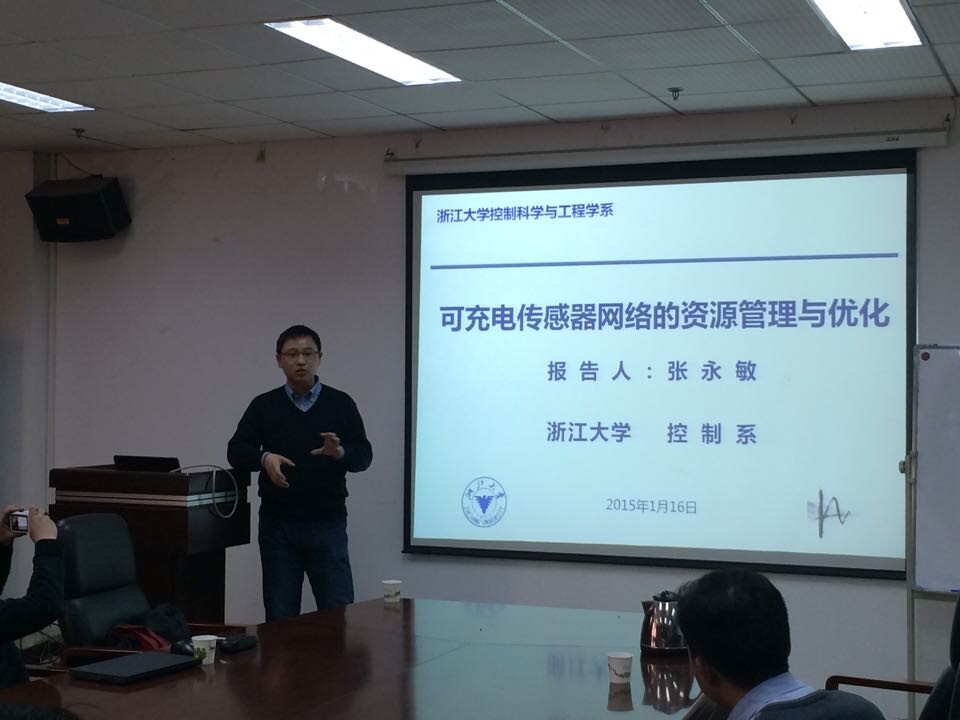 浙江大学控制科学与工程学系
可充电传感器网络的资源管理与优化
报告人：张永敏
浙江大学 控制系
2015年1月16日